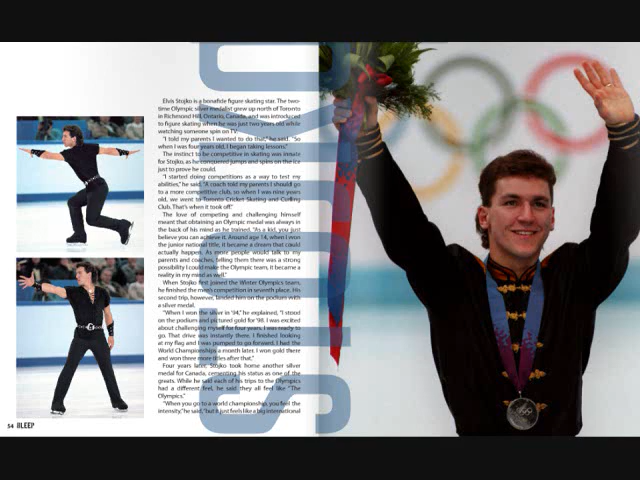 STOJKO
Elvis Stojko is a bonafide figure skating star. The two-
time Olympic silver medalist grew up north of Toronto
in Richmond Hill, Ontario, Canada, and was introduced
to figure skating when he was just two years old while
watching someone spin on TV.
"I told my parents I wanted to do that," he said. "So
when I was four years old, I began taking lessons."
The instinct to be competitive in skating was innate
for Stojko, as he conquered jumps and spins on the ice
just to prove he could.
"I started doing competitions as a way to test my
abilities," he said. "A coach told my parents I should go
to a more competitive club, so when I was nine years
old, we went to Toronto Cricket Skating and Curling
Club. That's when it took off."
The love of competing and challenging himself
meant that obtaining an Olympic medal was always in
the back of his mind as he trained. "As a kid, you just
believe you can achieve it. Around age 14, when I won
the junior national title, it became a dream that could
actually happen. As more people would talk to my
parents and coaches, telling them there was a strong
possibility I could make the Olympic team, it became a
reality in my mind as well."
When Stojko first joined the Winter Olympics team,
he finished the men's competition in seventh place. His
second trip, however, landed him on the podium with
a silver medal.
"When I won the silver in '94," he explained, "I stood
on the podium and pictured gold for '98. I was excited
about challenging myself for four years. I was ready to
go. That drive was instantly there. I finished looking
at my flag and I was pumped to go forward. I had the
World Championships a month later. I won gold there
and won three more titles after that."
Four years later, Stojko took home another silver
medal for Canada, cementing his status as one of the
greats. While he said each of his trips to the Olympics
had a different feel, he said they all feel like "The
Olympics."
"When you go to a world championship, you feel the
intensity," he said, "but it just feels like a big international
54